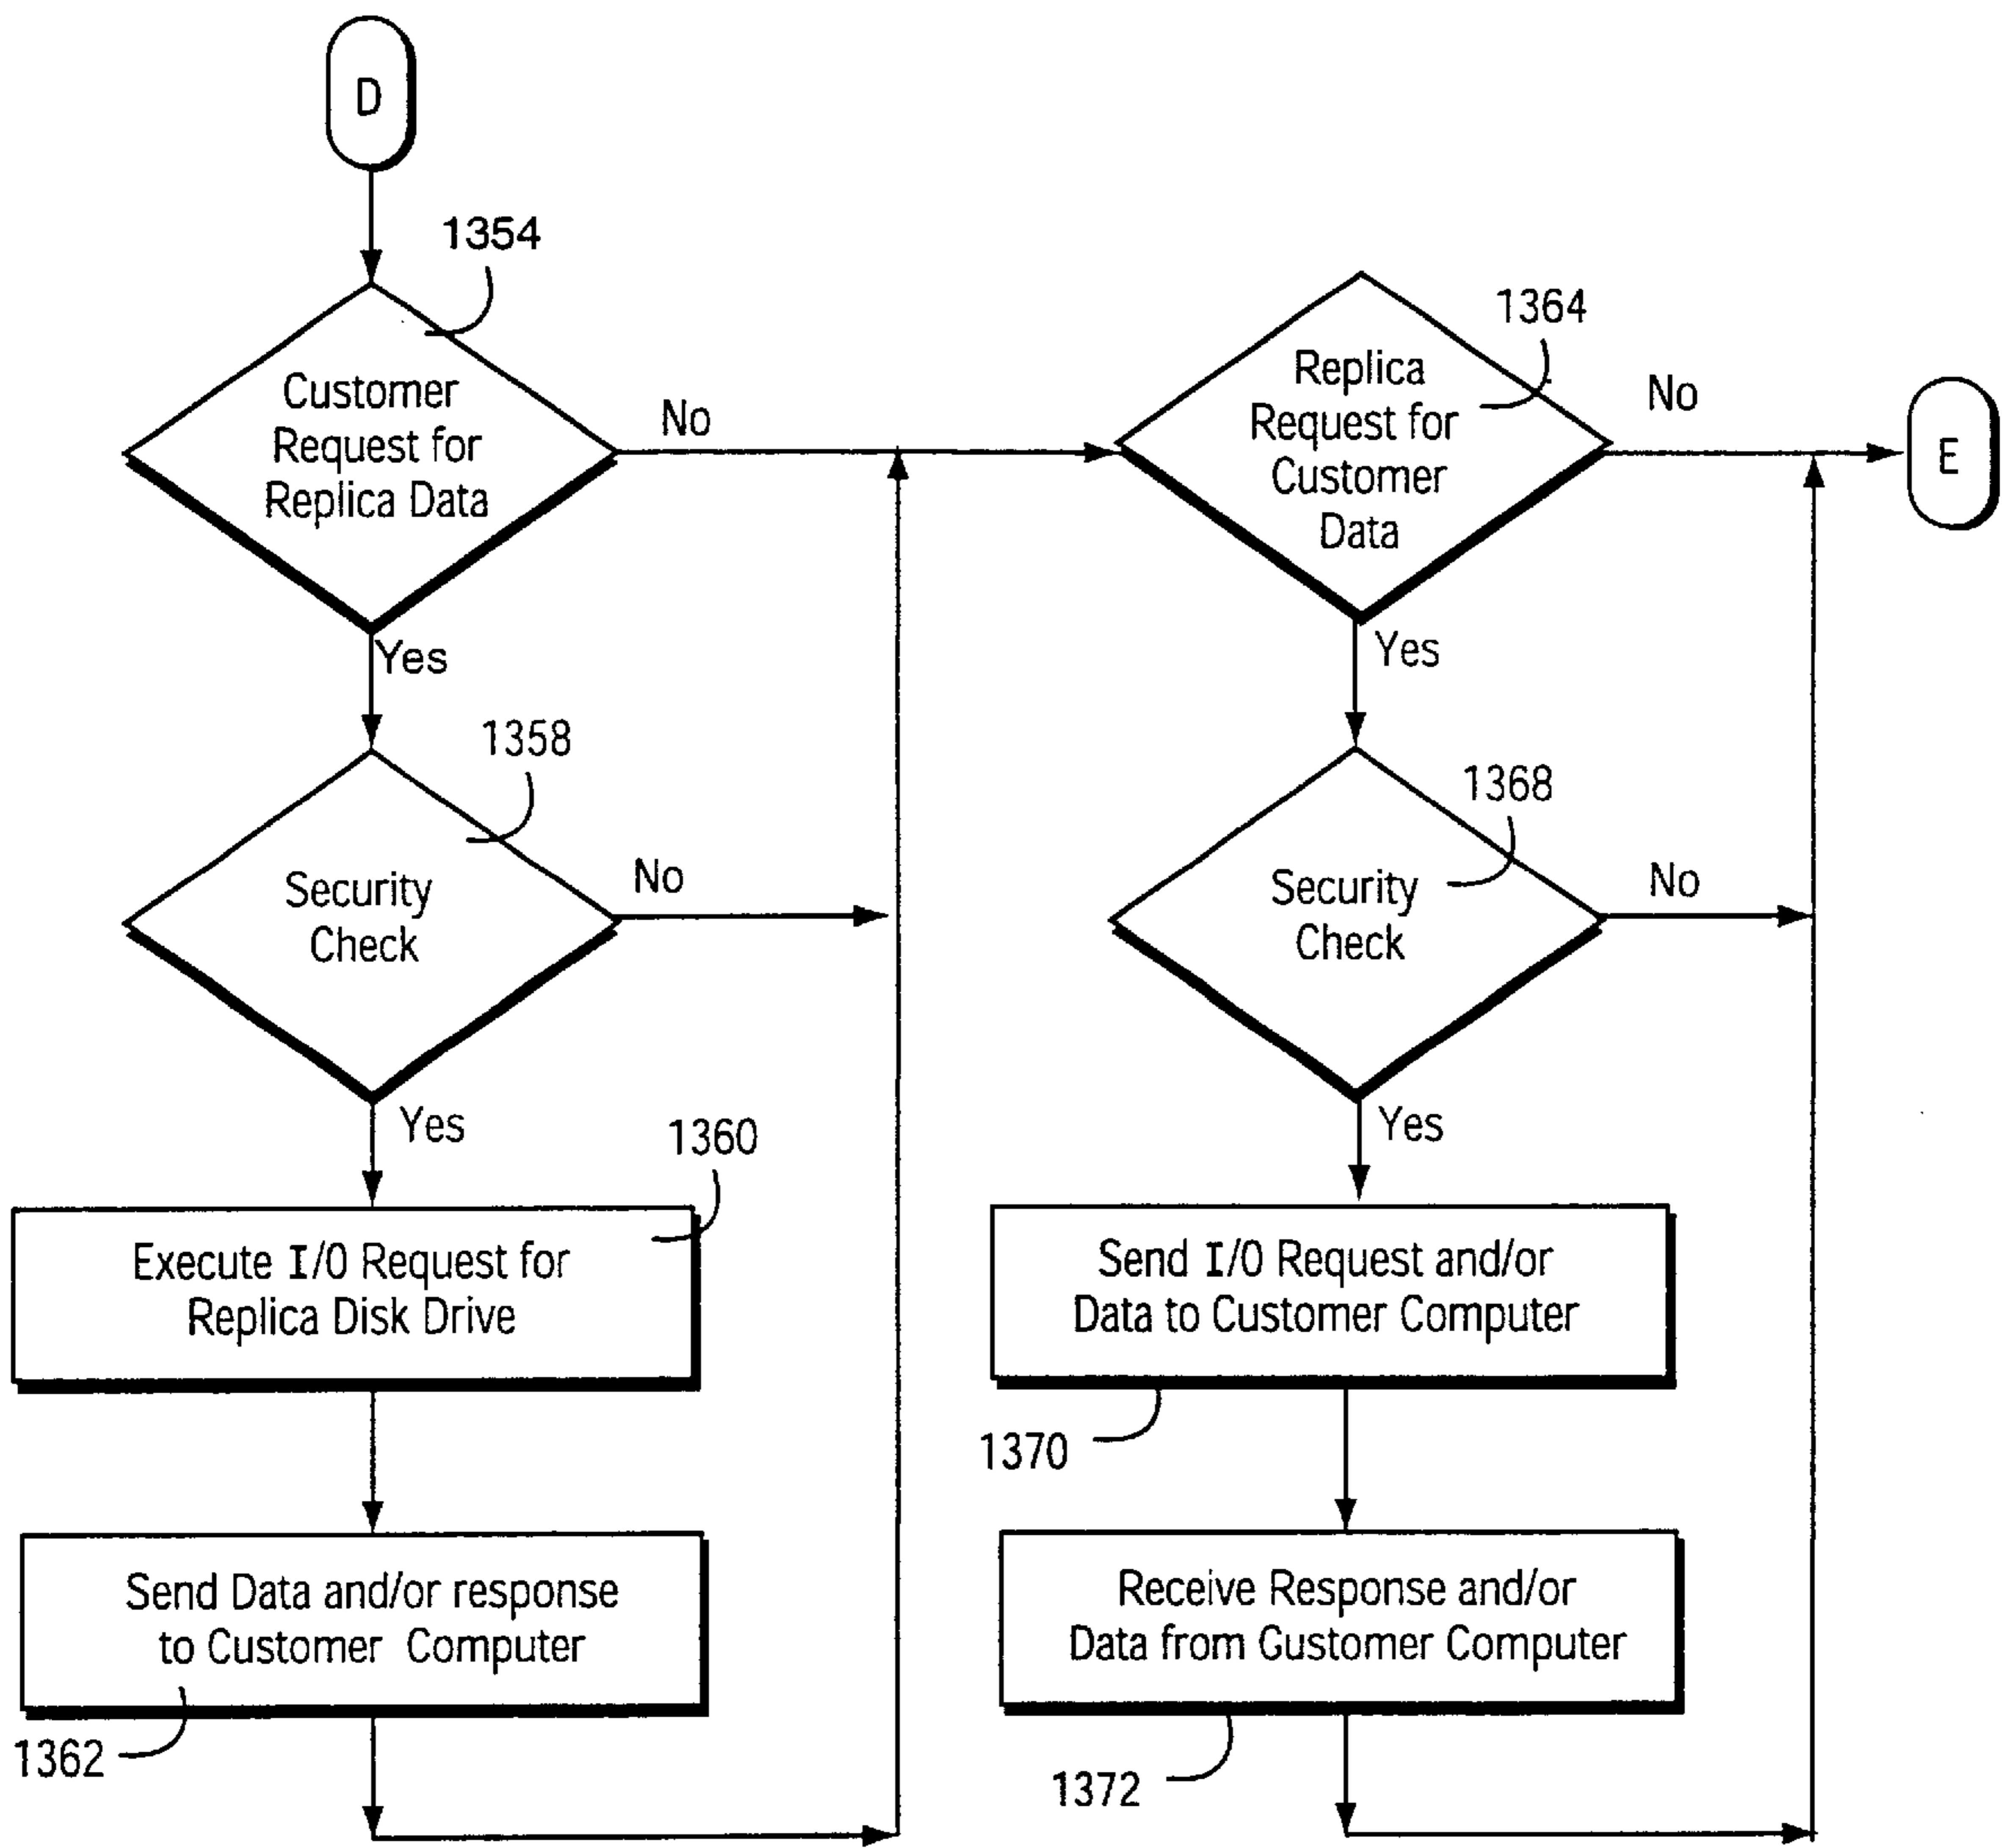 D
1354
Customer
Request for
Replica Data
No
Yes
1358
Security
Check
No
Yes
1360
Execute I/O Request for
Replica Disk Drive
Send Data and/or response
to Customer Computer
1362
1364
Replica
Request for
Customer
Data
No
E
Yes
1368
Security
Check
No
Yes
Send I/O Request and/or
Data to Customer Computer
1370
Receive Response and/or
Data from Gustomer Computer
1372